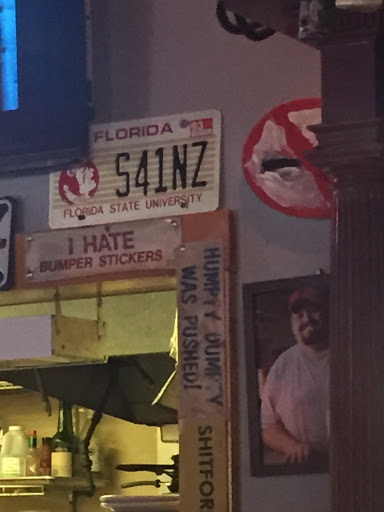 FLORIDA
S41NZ
FLORIDA STATE UNIVERSITY
I HATE
BUMPER STICKERS
HUMPTY DUMPTY
WAS PUSHED!
SHITFOR